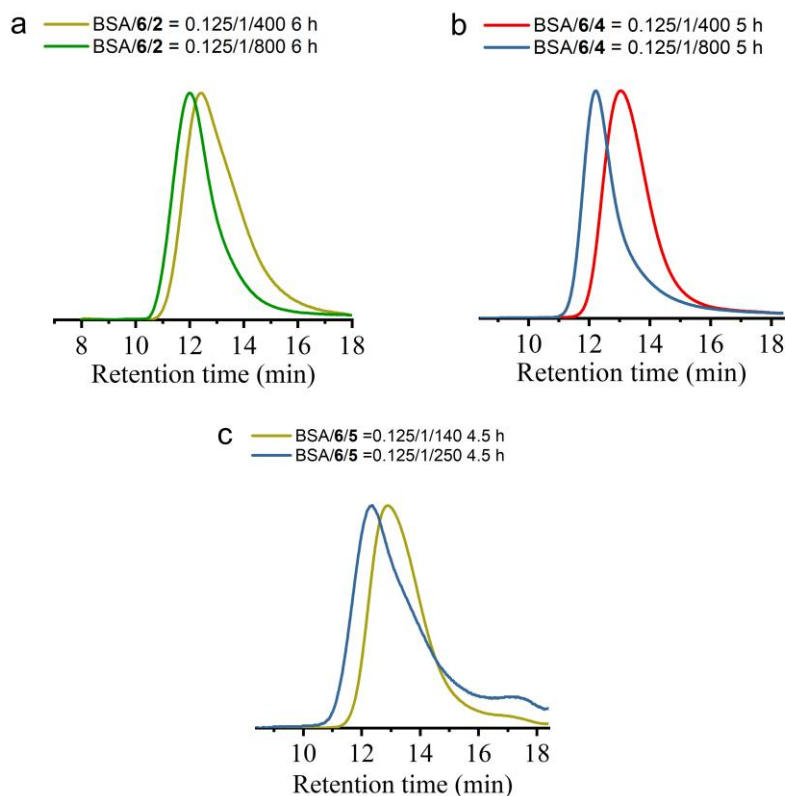 a
BSA/6/2 = 0.125/1/400 6 h
BSA/6/2 = 0.125/1/800 6 h
8 10 12 14 16 18
Retention time (min)
b
BSA/6/4 = 0.125/1/400 5 h
BSA/6/4 = 0.125/1/800 5 h
10 12 14 16 18
Retention time (min)
c
BSA/6/5 =0.125/1/140 4.5 h
BSA/6/5 =0.125/1/250 4.5 h
10 12 14 16 18
Retention time (min)